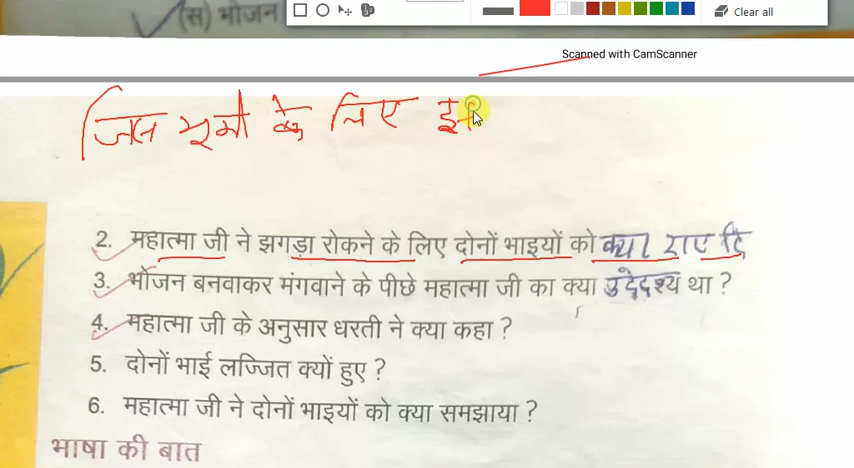 (स) भोजन
Clear all
Scanned with CamScanner
जिस भूमी के लिए
2. महात्मा जी ने झगड़ा रोकने के लिए दोनों भाइयों को क्या राए दि
3. भोजन बनवाकर मंगवाने के पीछे महात्मा जी का क्या उद्देदश्य था ?
4. महात्मा जी के अनुसार धरती ने क्या कहा ?
5. दोनों भाई लज्जित क्यों हुए ?
6. महात्मा जी ने दोनों भाइयों को क्या समझाया ?
भाषा की बात